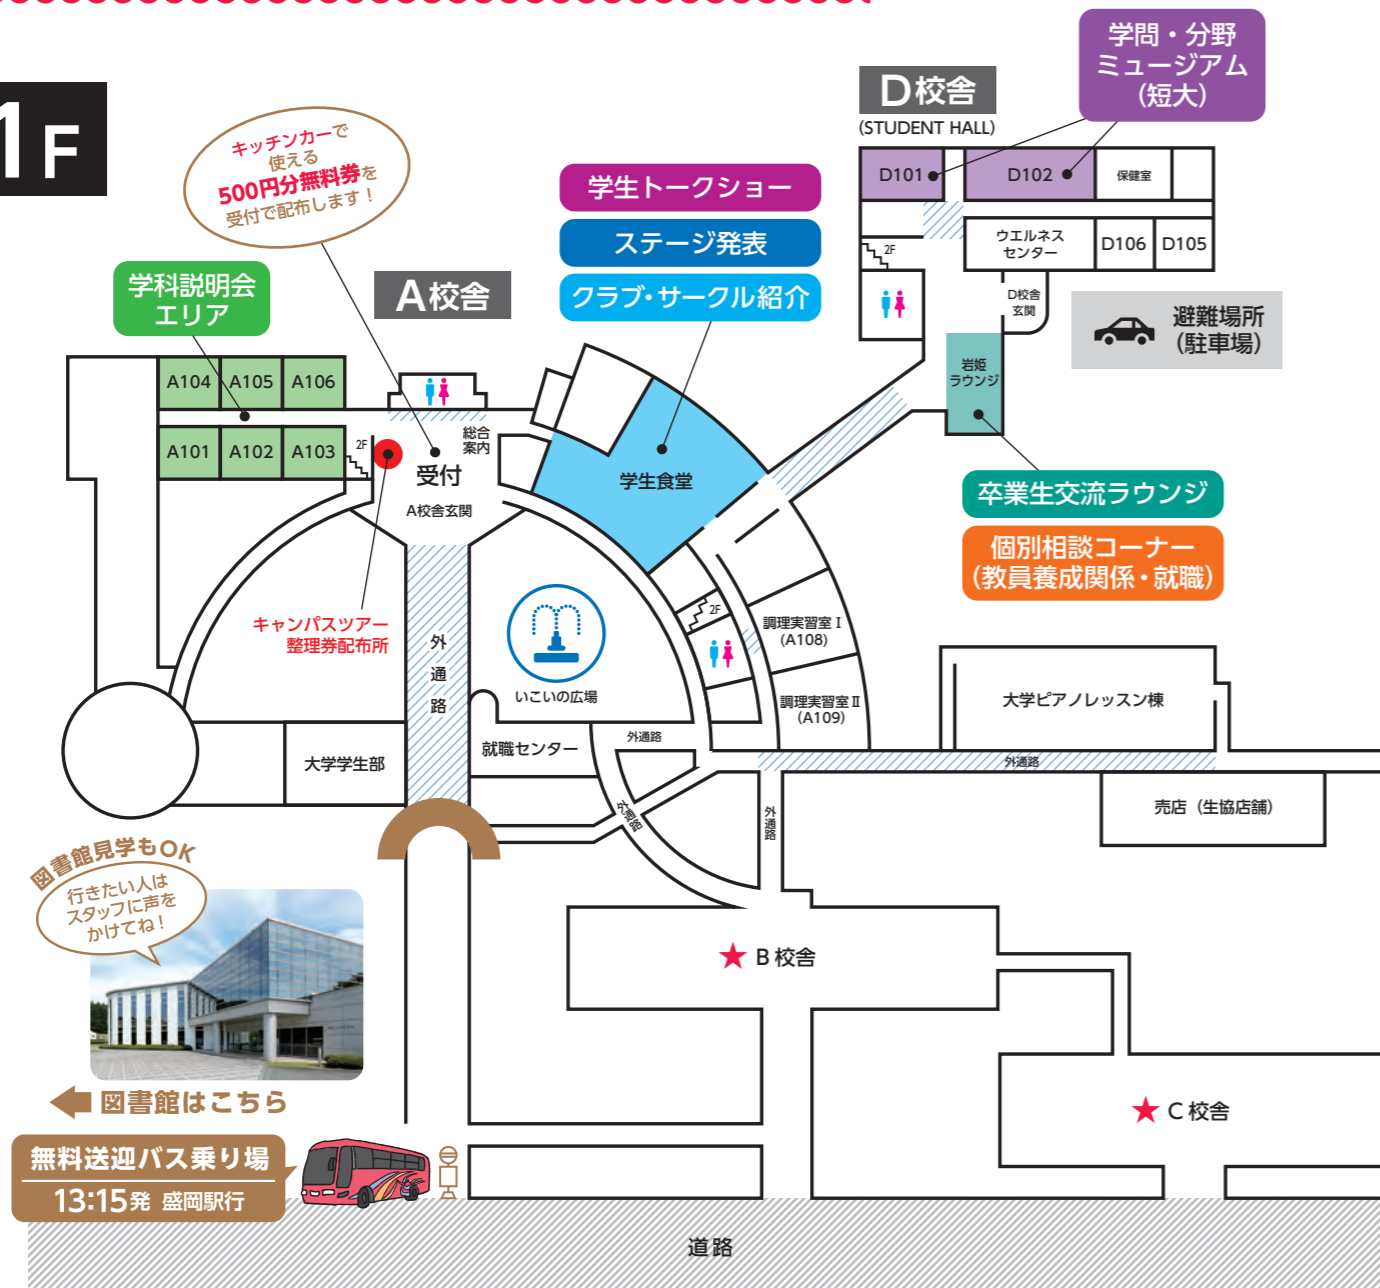 1F
キッチンカーで
使える
500円分無料券を
受付で配布します！
学科説明会
エリア
A校舎
学生トークショー
ステージ発表
クラブ・サークル紹介
D校舎
(STUDENT HALL)
学問・分野
ミュージアム
(短大)
D101
D102
保健室
2F
ウエルネス
センター
D106
D105
D校舎
玄関
避難場所
(駐車場)
岩姫
ラウンジ
卒業生交流ラウンジ
個別相談コーナー
(教員養成関係・就職)
A104
A105
A106
A101
A102
A103
2F
総合
案内
受付
A校舎玄関
学生食堂
キャンパスツアー
整理券配布所
外通路
いこいの広場
2F
調理実習室Ⅰ
(A108)
調理実習室Ⅱ
(A109)
大学学生部
就職センター
外通路
外通路
外通路
外通路
大学ピアノレッスン棟
売店（生協店舗）
図書館見学もOK
行きたい人は
スタッフに声を
かけてね！
★ B校舎
★ C校舎
図書館はこちら
無料送迎バス乗り場
13:15発 盛岡駅行
道路